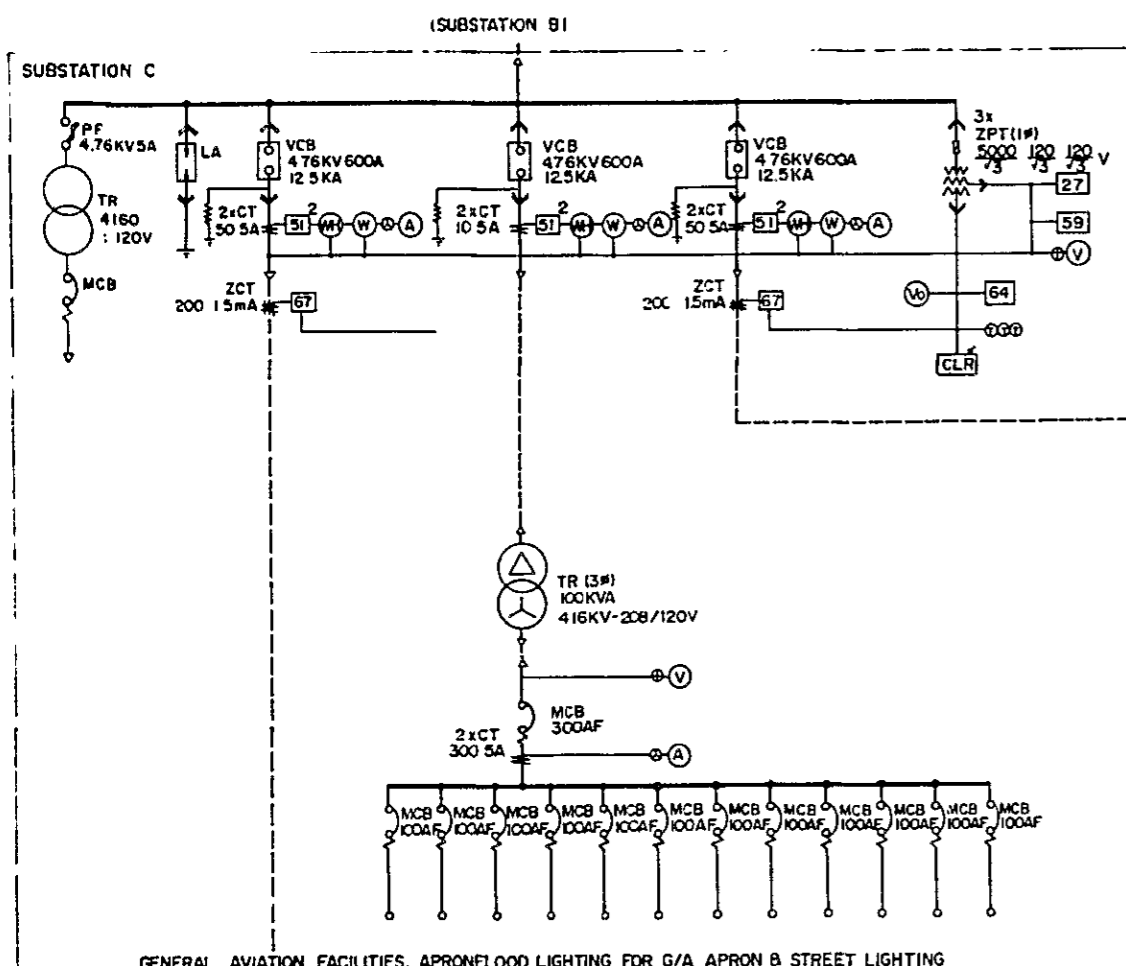 (SUBSTATION B)
SUBSTATION C
PF
4.76KV5A
TR
4160
: 120V
MCB
LA
VCB
4.76KV600A
12.5KA
2xCT
50.5A
51
2
WH
W
A
ZCT
200 1.5mA
67
VCB
4.76KV600A
12.5KA
2xCT
10.5A
51
2
WH
W
A
VCB
4.76KV600A
12.5KA
2xCT
50.5A
51
2
WH
W
A
ZCT
200 1.5mA
67
3x
ZPT(1ø)
5000/√3 120/√3 120/√3 V
27
59
V
Vo
64
CLR
TR (3ø)
100KVA
416KV-208/120V
V
MCB
300AF
2xCT
300 5A
A
MCB MCB MCB MCB MCB MCB MCB MCB MCB MCB MCB MCB
100AF 100AF 100AF 100AF 100AF 100AF 100AF 100AF 100AF 100AF 100AF 100AF
GENERAL AVIATION FACILITIES, APRONFLOOD LIGHTING FOR G/A APRON B STREET LIGHTING